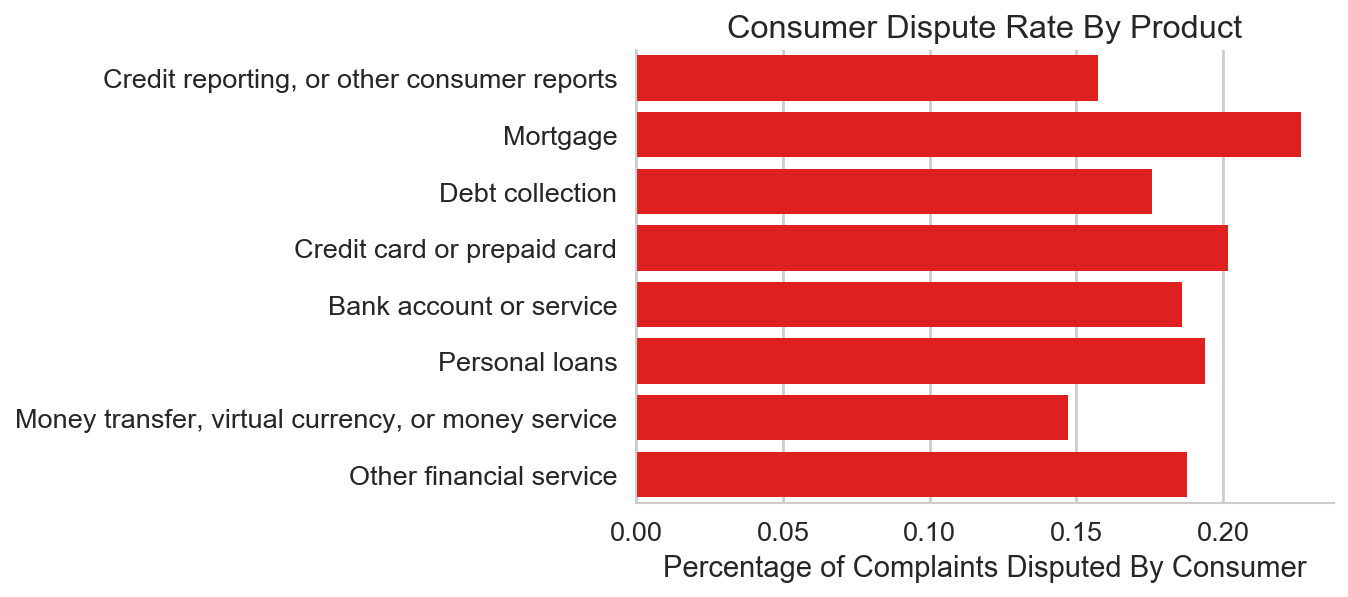 Consumer Dispute Rate By Product
Credit reporting, or other consumer reports
Mortgage
Debt collection
Credit card or prepaid card
Bank account or service
Personal loans
Money transfer, virtual currency, or money service
Other financial service
0.00 0.05 0.10 0.15 0.20
Percentage of Complaints Disputed By Consumer